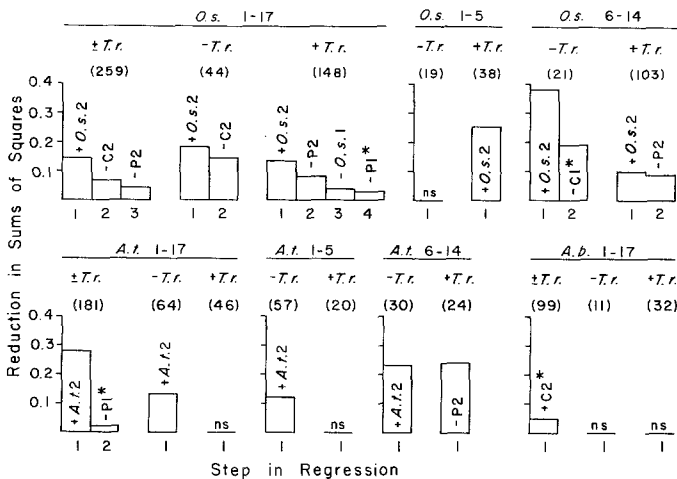 O.s. 1-17 O.s. 1-5 O.s. 6-14
±T.r. -T.r. +T.r. -T.r. +T.r. -T.r. +T.r.
(259) (44) (148) (19) (38) (21) (103)
0.4
0.3
0.2
0.1
+O.s.2 -C2 -P2
+O.s.2 -C2
+O.s.2 -P2 -O.s.1 -P1*
ns
+O.s.2
+O.s.2 -C1*
+O.s.2 -P2
1 2 3 1 2 1 2 3 4 1 1 1 2 1 2
Reduction in Sums of Squares
A.t. 1-17 A.t. 1-5 A.t. 6-14 A.b. 1-17
±T.r. -T.r. +T.r. -T.r. +T.r. -T.r. +T.r. ±T.r. -T.r. +T.r.
(181) (64) (46) (57) (20) (30) (24) (99) (11) (32)
0.4
0.3
0.2
0.1
+A.t.2 -P1*
+A.t.2
ns
+A.t.2
ns
+A.t.2
-P2
+C2*
ns
ns
1 2 1 1 1 1 1 1 1 1 1
Step in Regression